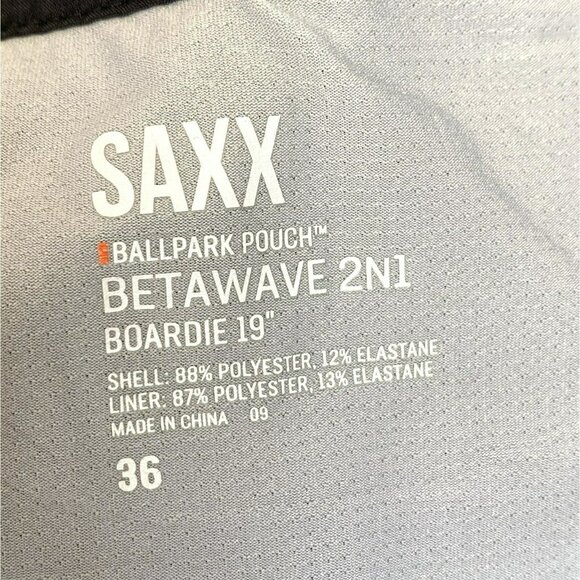 SAXX
BALLPARK POUCH™
BETAWAVE 2N1
BOARDIE 19"
SHELL: 88% POLYESTER, 12% ELASTANE
LINER: 87% POLYESTER, 13% ELASTANE
MADE IN CHINA 09
36